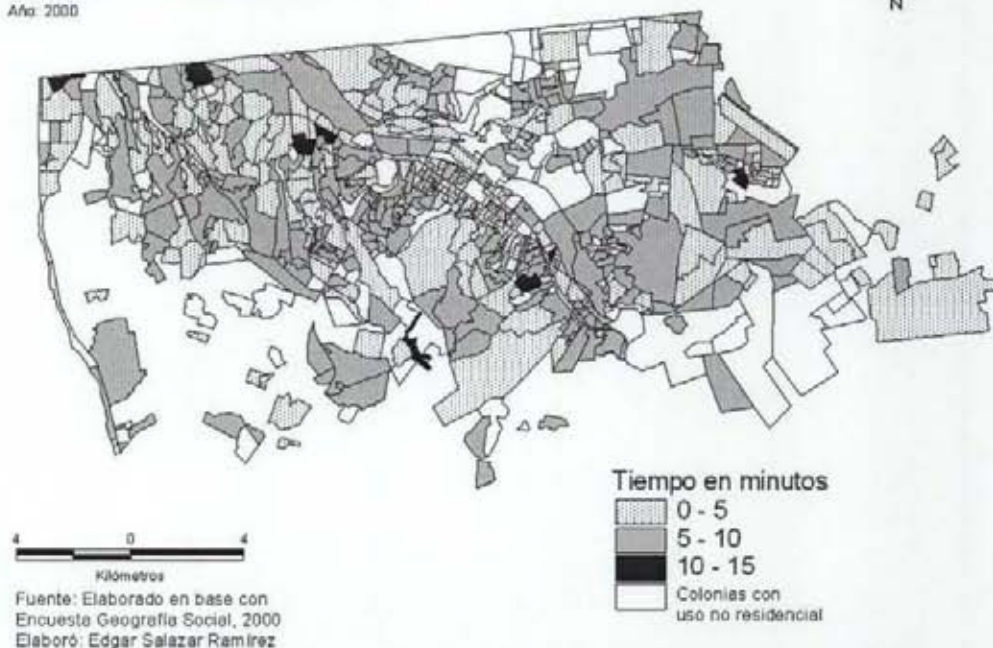 Año: 2000
N
Tiempo en minutos
0 - 5
5 - 10
10 - 15
Colonias con
uso no residencial
4 0 4
Kilómetros
Fuente: Elaborado en base con
Encuesta Geografía Social, 2000
Elaboró: Edgar Salazar Ramírez